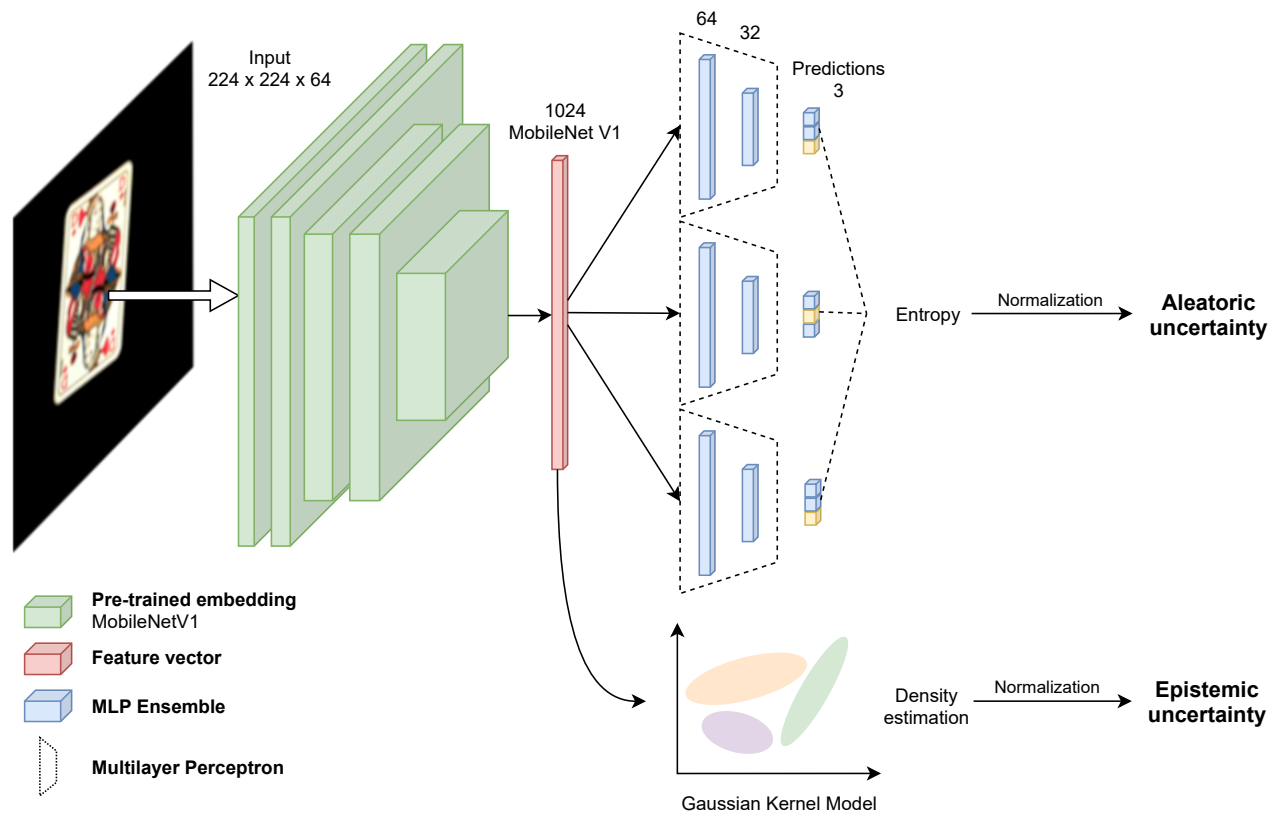 Input
224 x 224 x 64
1024
MobileNet V1
64
32
Predictions
3
Entropy
Normalization
Aleatoric
uncertainty
Pre-trained embedding
MobileNetV1
Feature vector
MLP Ensemble
Multilayer Perceptron
Density
estimation
Normalization
Epistemic
uncertainty
Gaussian Kernel Model